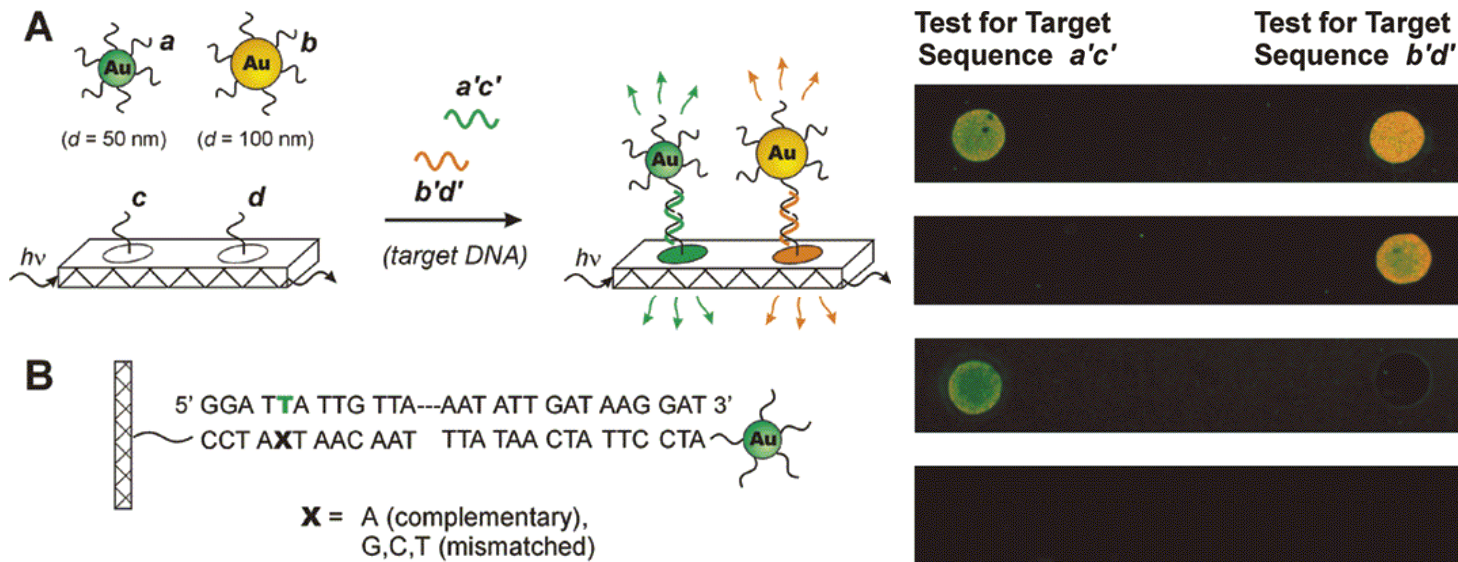 A
a
b
Au
Au
(d = 50 nm)
(d = 100 nm)
c
d
hν
a'c'
b'd'
(target DNA)
Au
Au
hν
B
5’ GGA TTA TTG TTA---AAT ATT GAT AAG GAT 3’
CCT AXT AAC AAT TTA TAA CTA TTC CTA
Au
X = A (complementary),
G,C,T (mismatched)
Test for Target
Sequence a'c'
Test for Target
Sequence b'd'